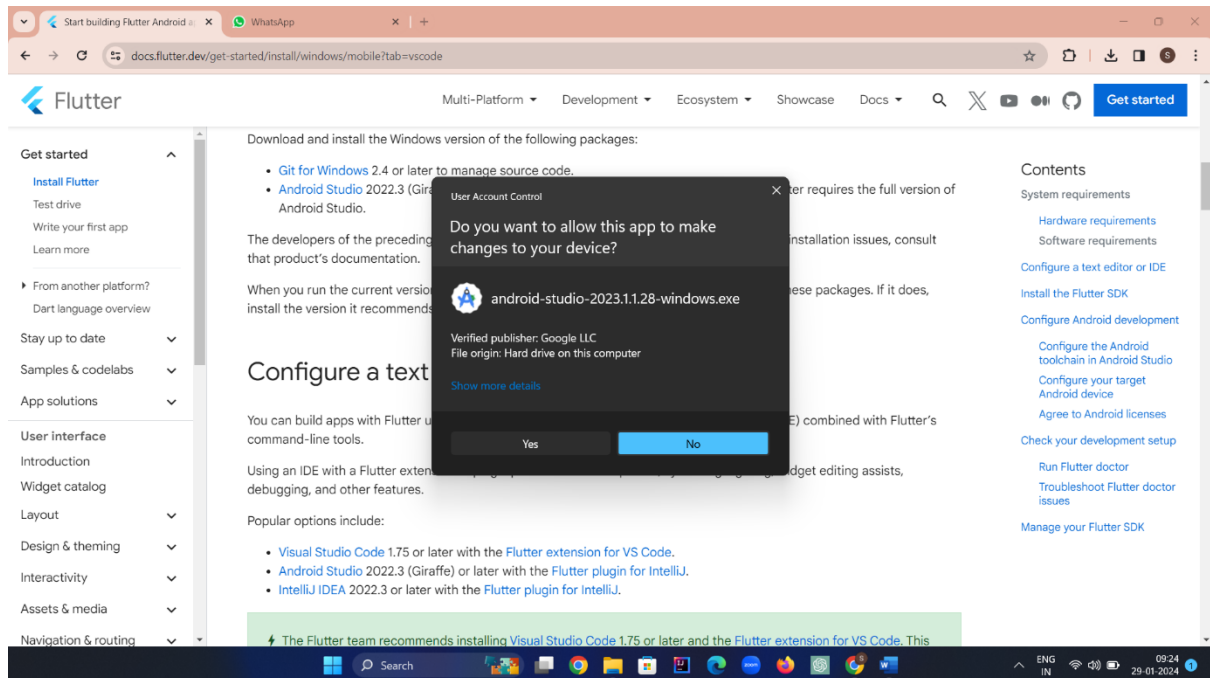 Start building Flutter Android a
WhatsApp
docs.flutter.dev/get-started/install/windows/mobile?tab=vscode
S
Flutter
Multi-Platform
Development
Ecosystem
Showcase
Docs
Get started
Get started
Install Flutter
Test drive
Write your first app
Learn more
From another platform?
Dart language overview
Stay up to date
Samples & codelabs
App solutions
User interface
Introduction
Widget catalog
Layout
Design & theming
Interactivity
Assets & media
Navigation & routing
Download and install the Windows version of the following packages:
• Git for Windows 2.4 or later to manage source code.
• Android Studio 2022.3 (Gira ter requires the full version of
Android Studio.
The developers of the preceding installation issues, consult
that product's documentation.
When you run the current versio ese packages. If it does,
install the version it recommends
Configure a text
You can build apps with Flutter u E) combined with Flutter's
command-line tools.
Using an IDE with a Flutter exten dget editing assists,
debugging, and other features.
Popular options include:
• Visual Studio Code 1.75 or later with the Flutter extension for VS Code.
• Android Studio 2022.3 (Giraffe) or later with the Flutter plugin for IntelliJ.
• IntelliJ IDEA 2022.3 or later with the Flutter plugin for IntelliJ.
The Flutter team recommends installing Visual Studio Code 1.75 or later and the Flutter extension for VS Code. This
User Account Control
Do you want to allow this app to make
changes to your device?
android-studio-2023.1.1.28-windows.exe
Verified publisher: Google LLC
File origin: Hard drive on this computer
Show more details
Yes
No
Contents
System requirements
Hardware requirements
Software requirements
Configure a text editor or IDE
Install the Flutter SDK
Configure Android development
Configure the Android
toolchain in Android Studio
Configure your target
Android device
Agree to Android licenses
Check your development setup
Run Flutter doctor
Troubleshoot Flutter doctor
issues
Manage your Flutter SDK
Search
zoom
ENG
IN
09:24
29-01-2024
1